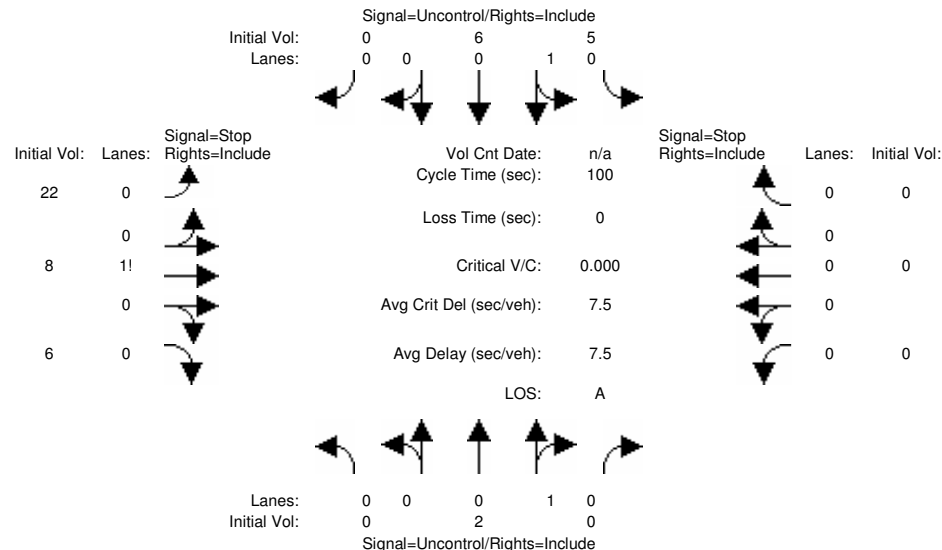 Signal=Uncontrol/Rights=Include
Initial Vol: 0 6 5
Lanes: 0 0 0 1 0
Signal=Stop Signal=Stop
Initial Vol: Lanes: Rights=Include Vol Cnt Date: n/a Rights=Include Lanes: Initial Vol:
Cycle Time (sec): 100
22 0 0 0
Loss Time (sec): 0
0 0
8 1! Critical V/C: 0.000 0 0
0 Avg Crit Del (sec/veh): 7.5 0
6 0 Avg Delay (sec/veh): 7.5 0 0
LOS: A
Lanes: 0 0 0 1 0
Initial Vol: 0 2 0
Signal=Uncontrol/Rights=Include